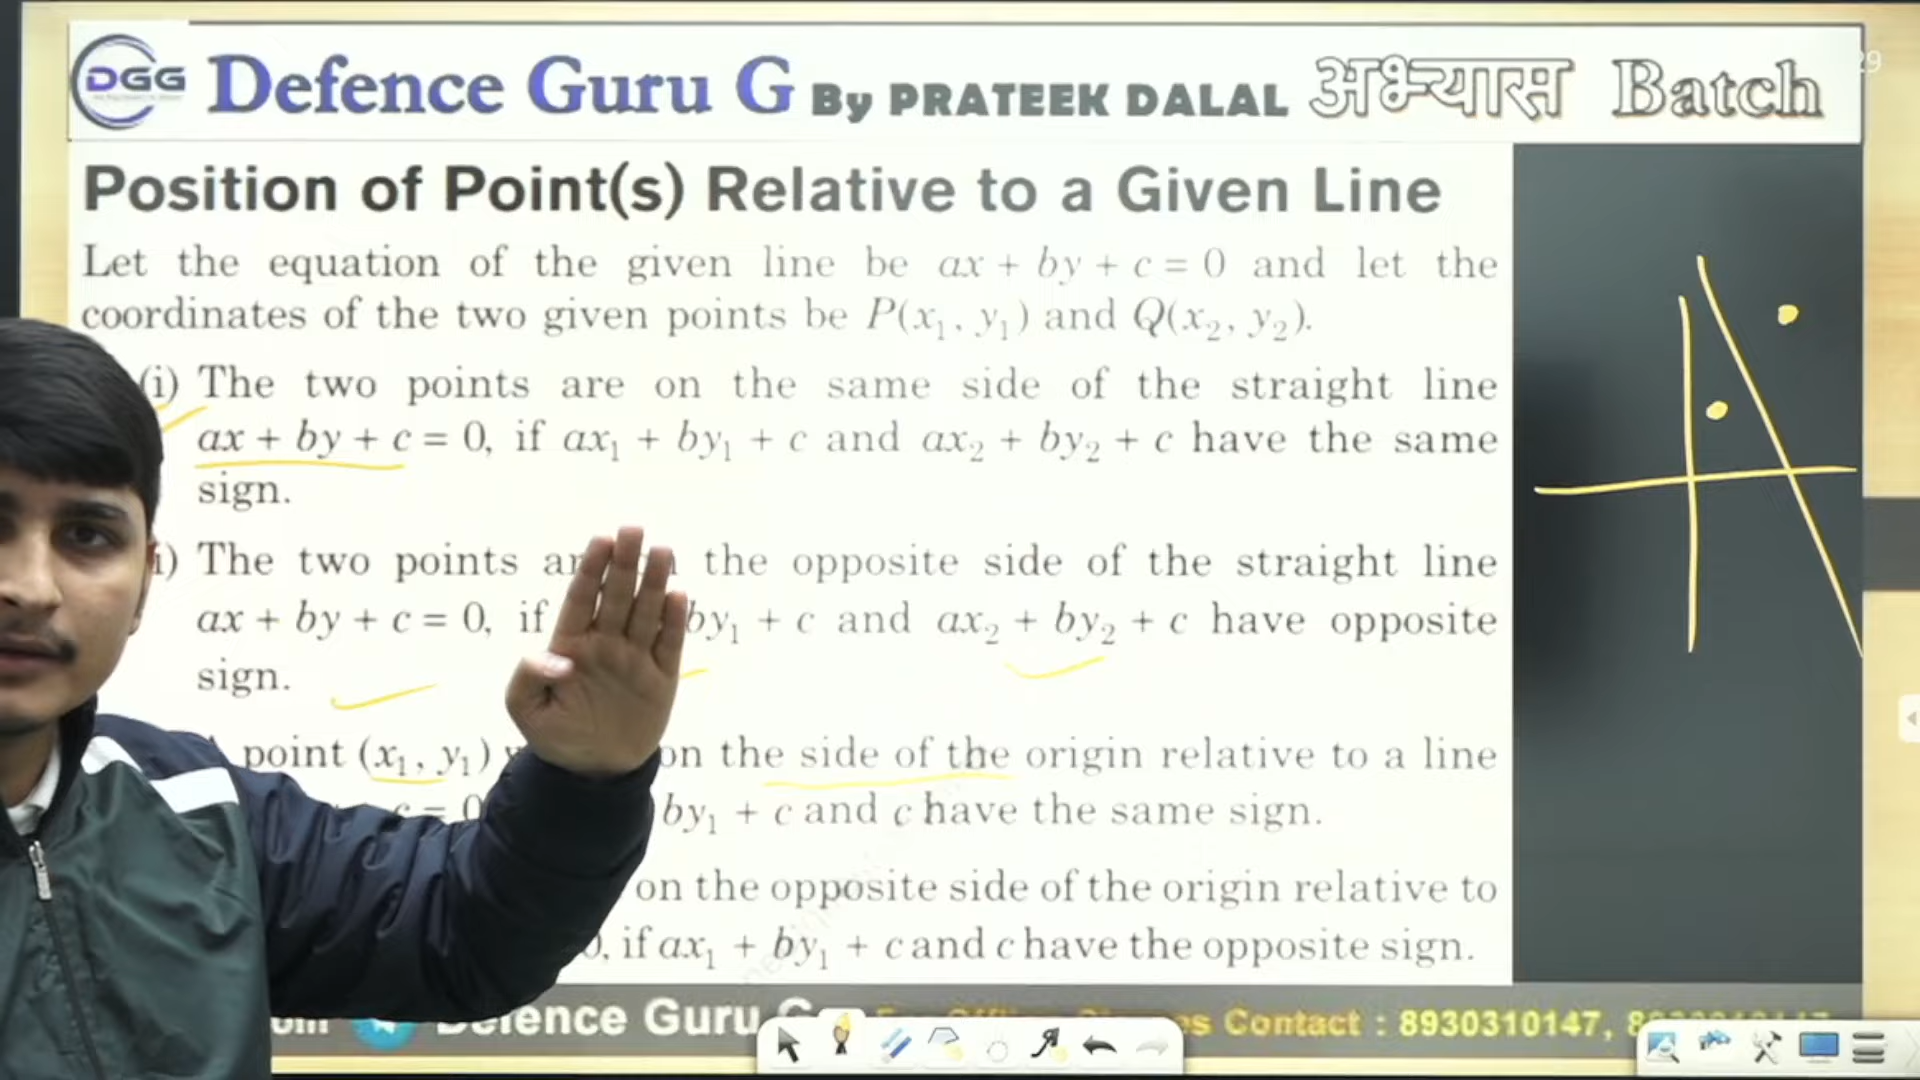 DGG Defence Guru G By PRATEEK DALAL अभ्यास Batch
29
Position of Point(s) Relative to a Given Line
Let the equation of the given line be ax + by + c = 0 and let the
coordinates of the two given points be P(x₁, y₁) and Q(x₂, y₂).
(i) The two points are on the same side of the straight line
ax + by + c = 0, if ax₁ + by₁ + c and ax₂ + by₂ + c have the same
sign.
i) The two points the opposite side of the straight line
ax + by + c = 0, if by₁ + c and ax₂ + by₂ + c have opposite
sign.
point (x₁, y₁) on the side of the origin relative to a line
c = 0 by₁ + c and c have the same sign.
on the opposite side of the origin relative to
0, if ax₁ + by₁ + c and c have the opposite sign.
Defence Guru G Contact : 8930310147,